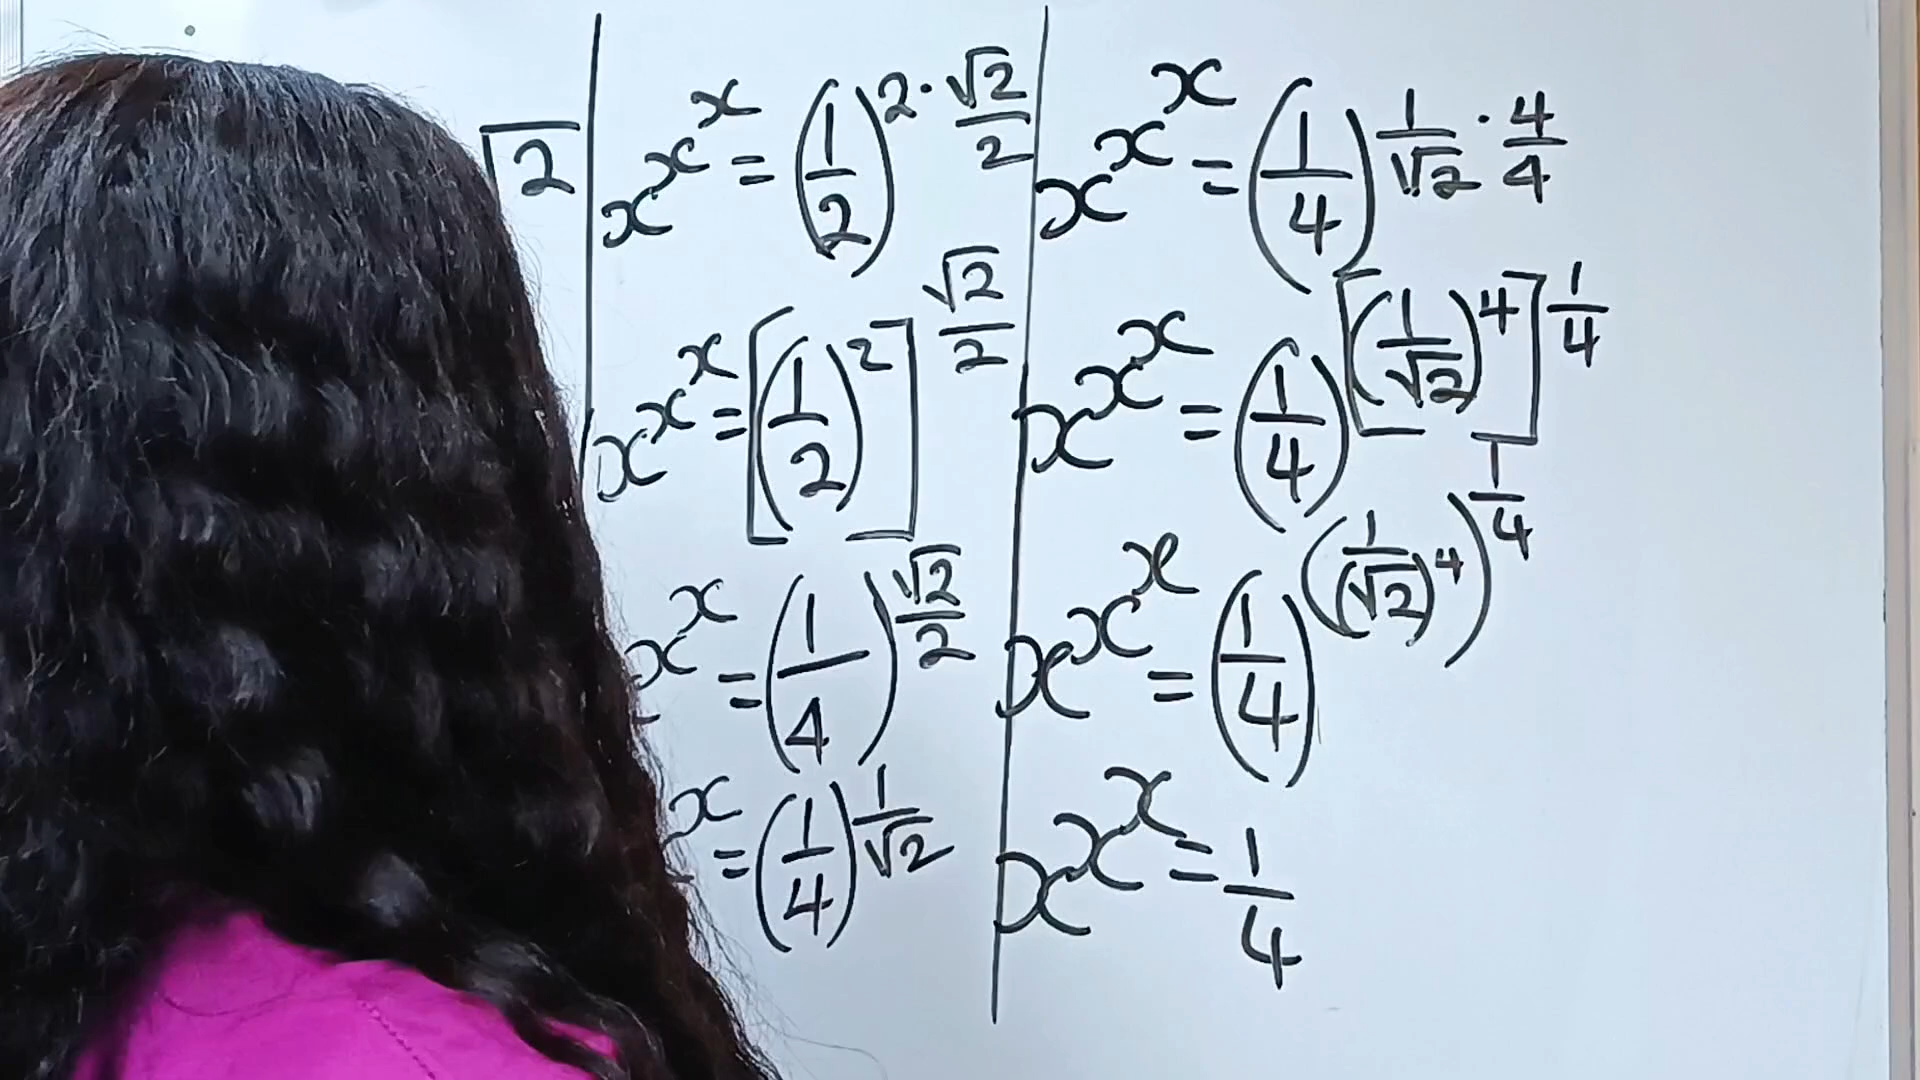 √2
x^x^x = (1/2)^(2·√2/2)
x^x^x = [(1/2)^2]^(√2/2)
x^x = (1/4)^(√2/2)
x = (1/4)^(1/√2)
x^x^x = (1/4)^(1/√2 · 4/4)
x^x^x = (1/4)^[(1/√2)^4]^(1/4)
x^x^x = (1/4)^((1/(√2)^4)^(1/4))
x^x^x = 1/4